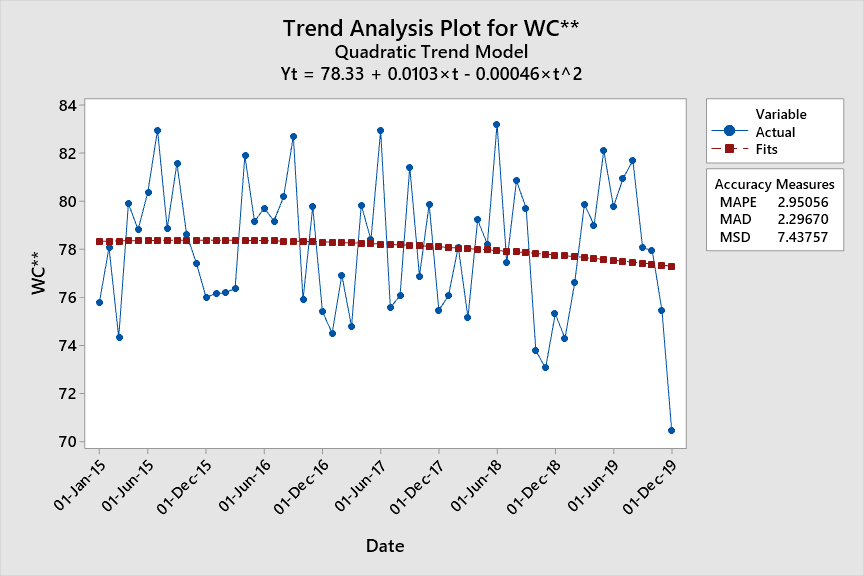 Trend Analysis Plot for WC**
Quadratic Trend Model
Yt = 78.33 + 0.0103×t - 0.00046×t^2
84
82
80
78
76
74
72
70
WC**
01-Jan-15
01-Jun-15
01-Dec-15
01-Jun-16
01-Dec-16
01-Jun-17
01-Dec-17
01-Jun-18
01-Dec-18
01-Jun-19
01-Dec-19
Date
Variable
Actual
Fits
Accuracy Measures
MAPE 2.95056
MAD 2.29670
MSD 7.43757